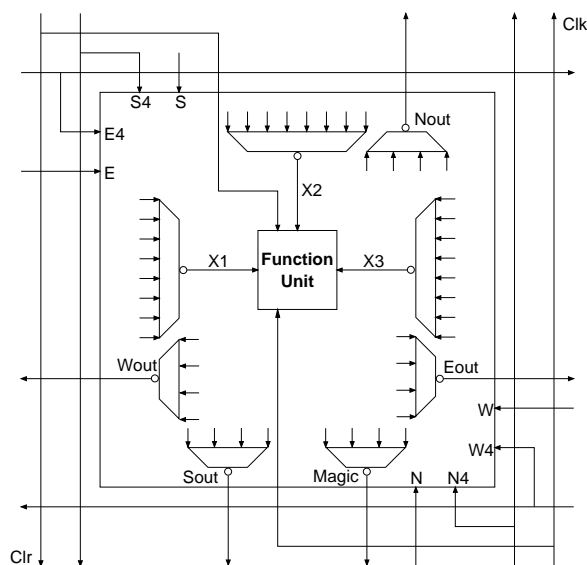 Clk
S4 S
Nout
E4
E
X2
X1
Function
Unit
X3
Wout
Eout
W
W4
Sout
Magic
N
N4
Clr